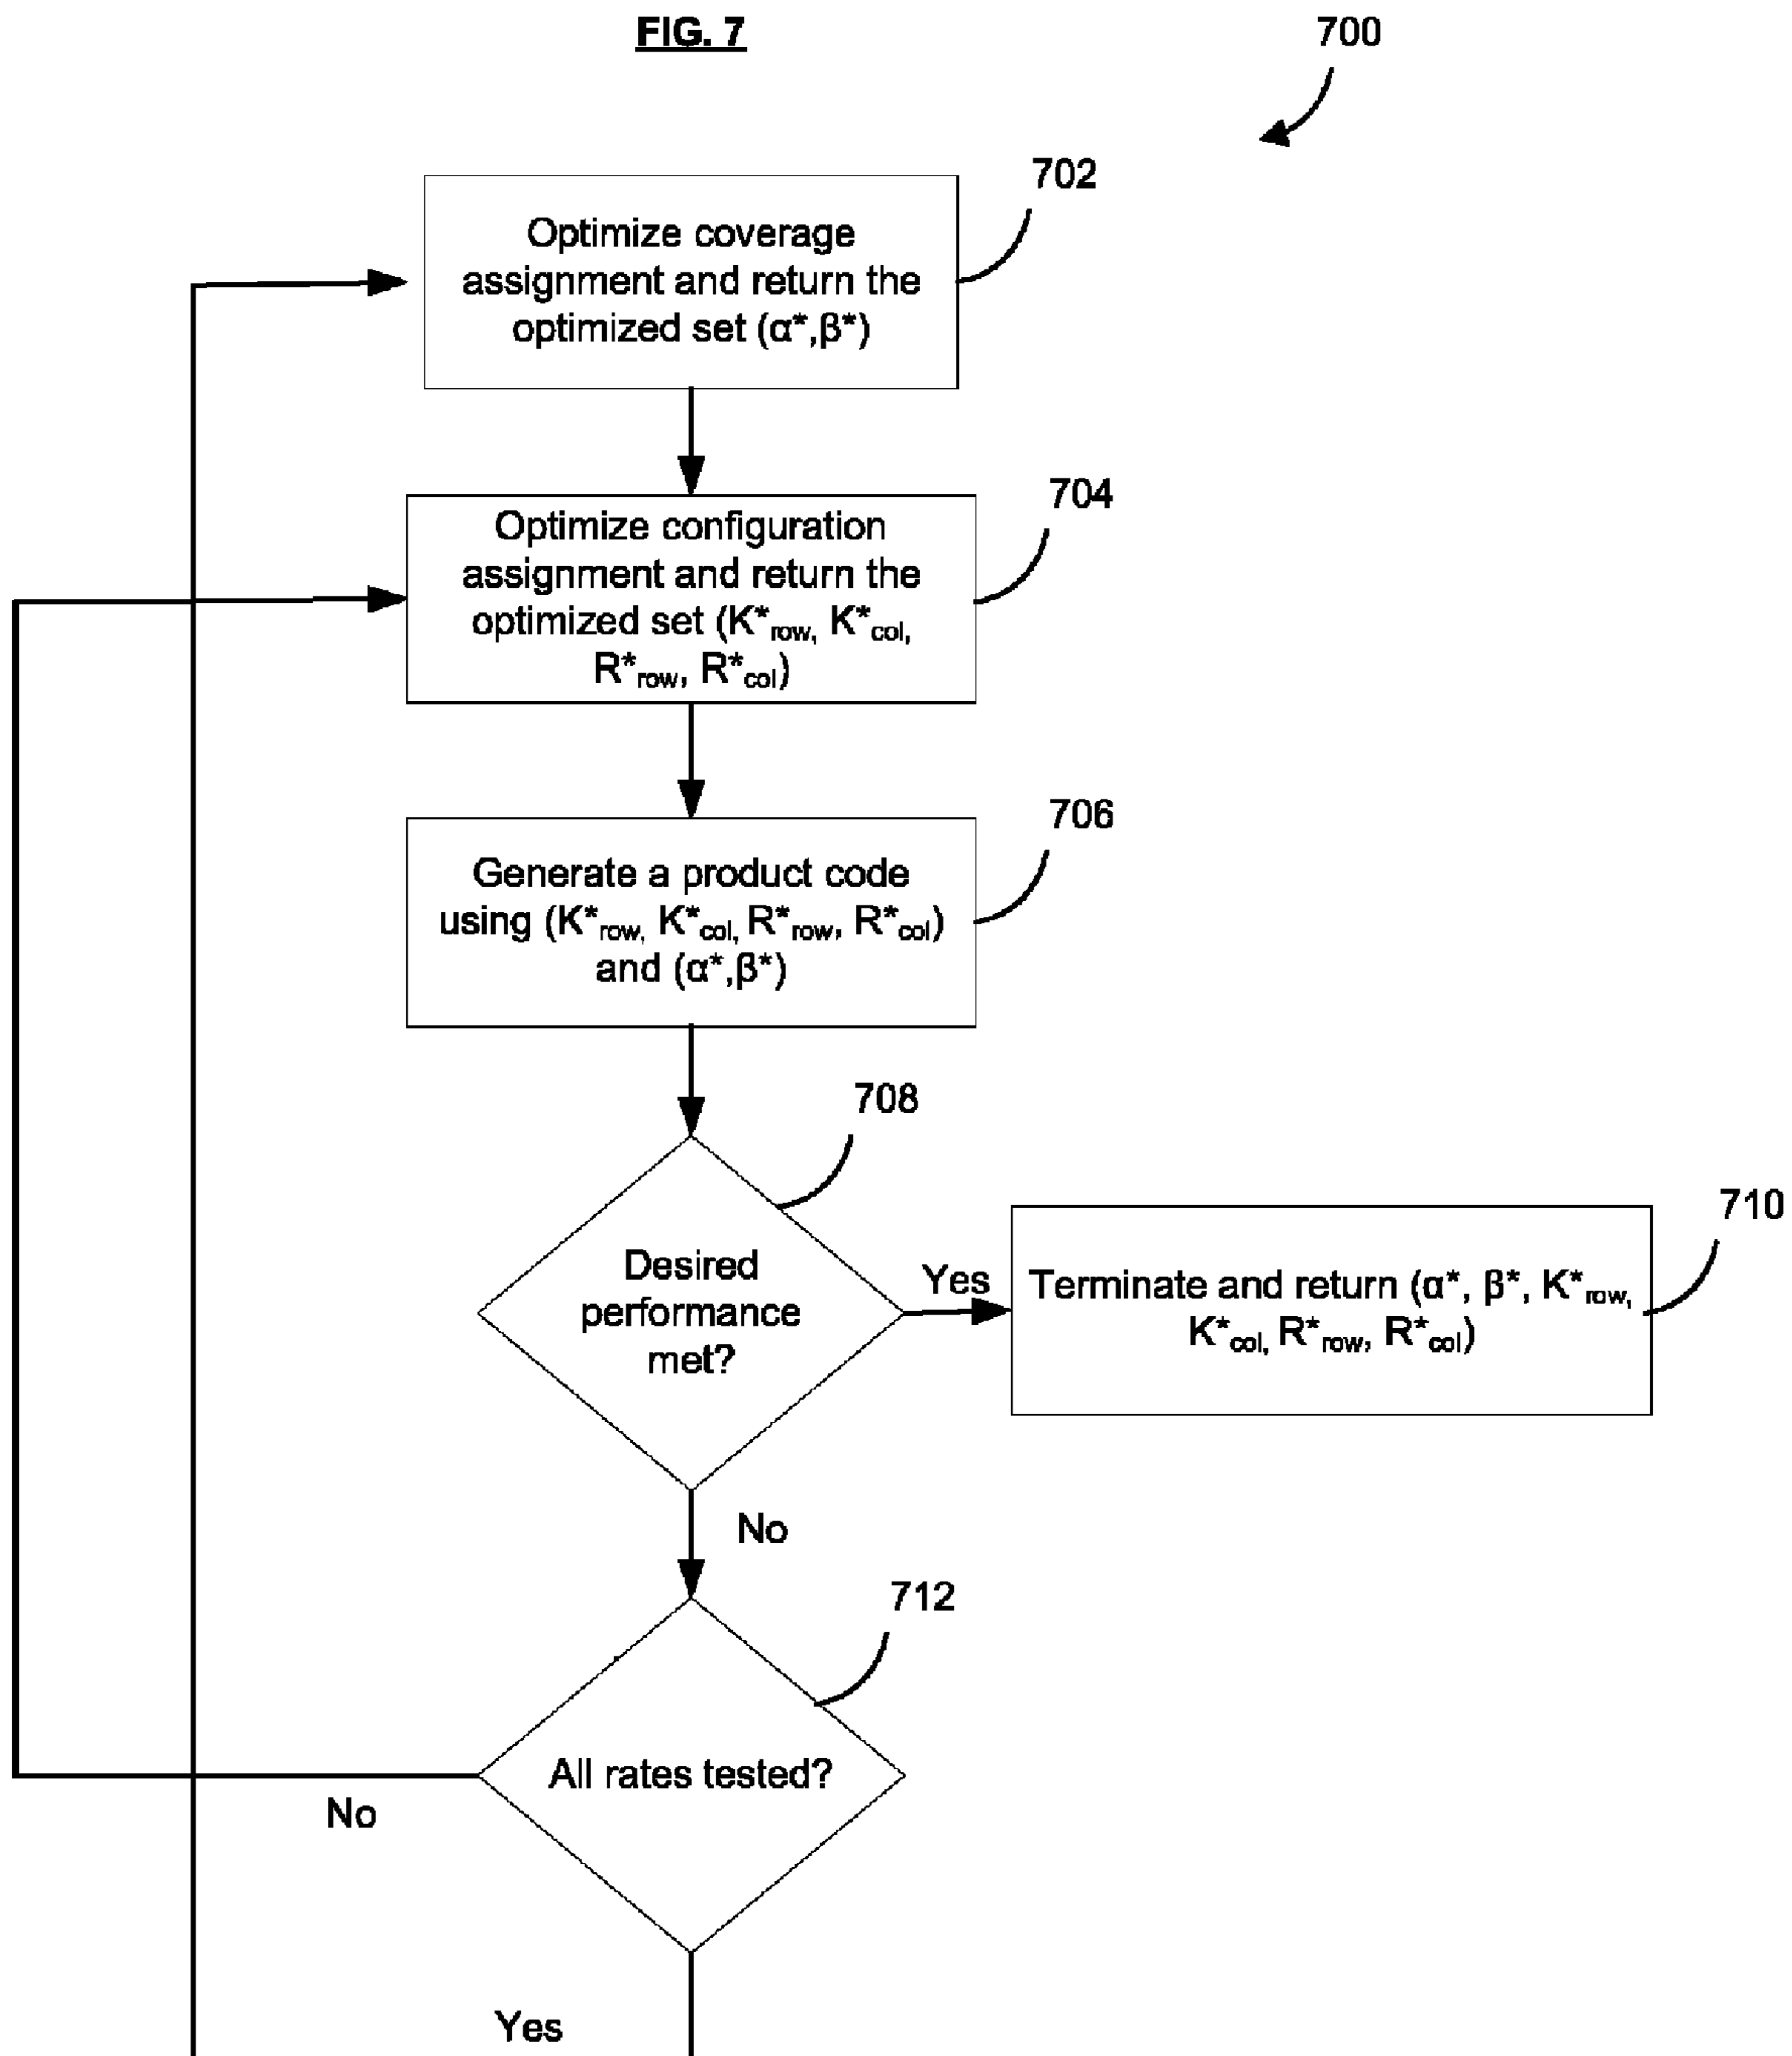 FIG. 7
700
702
Optimize coverage
assignment and return the
optimized set (α*,β*)
704
Optimize configuration
assignment and return the
optimized set (K*row, K*col,
R*row, R*col)
706
Generate a product code
using (K*row, K*col, R*row, R*col)
and (α*,β*)
708
Desired
performance
met?
Yes
710
Terminate and return (α*, β*, K*row,
K*col, R*row, R*col)
No
712
All rates tested?
No
Yes